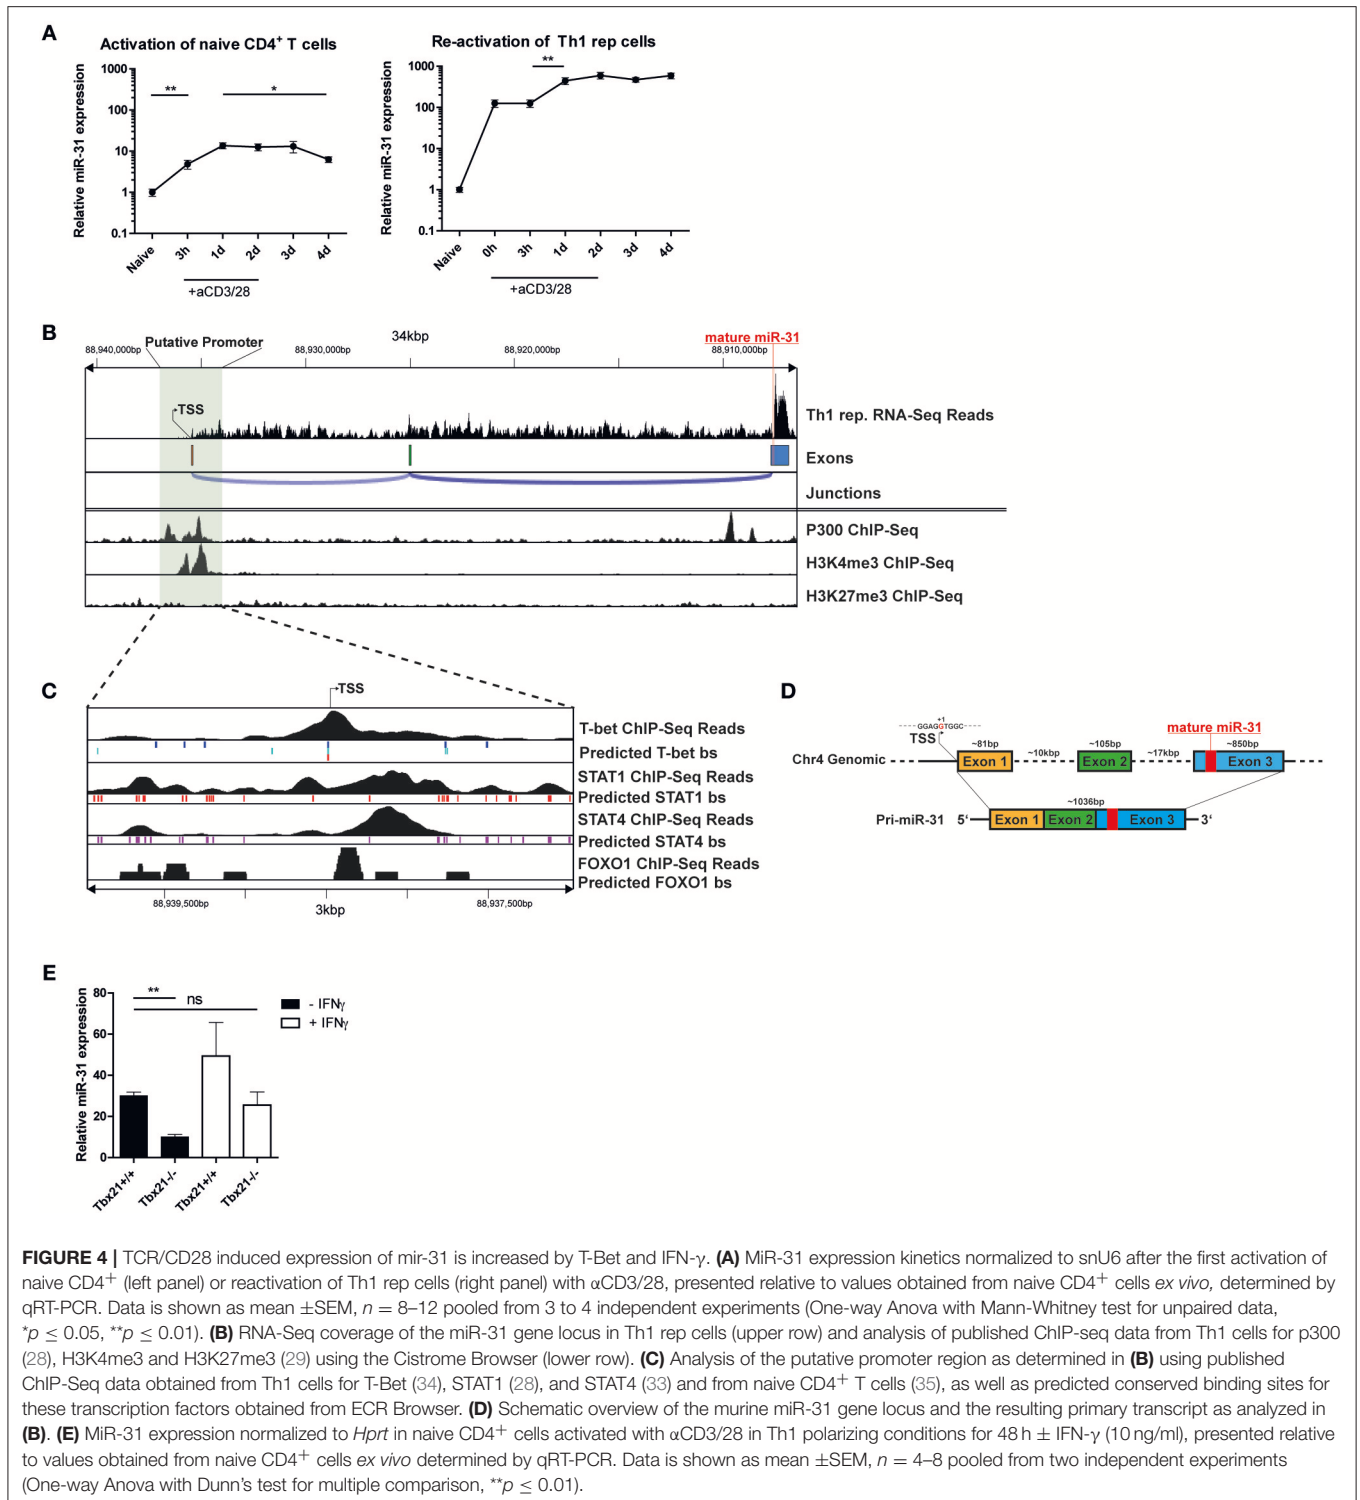 A
Activation of naive CD4+ T cells
Relative miR-31 expression
1000
100
10
1
0.1
**
*
Naive
3h
1d
2d
3d
4d
+aCD3/28
Re-activation of Th1 rep cells
Relative miR-31 expression
1000
100
10
1
0.1
**
Naive
0h
3h
1d
2d
3d
4d
+aCD3/28
B
Putative Promoter
34kbp
mature miR-31
88,940,000bp
88,930,000bp
88,920,000bp
88,910,000bp
TSS
Th1 rep. RNA-Seq Reads
Exons
Junctions
P300 ChIP-Seq
H3K4me3 ChIP-Seq
H3K27me3 ChIP-Seq
C
TSS
T-bet ChIP-Seq Reads
Predicted T-bet bs
STAT1 ChIP-Seq Reads
Predicted STAT1 bs
STAT4 ChIP-Seq Reads
Predicted STAT4 bs
FOXO1 ChIP-Seq Reads
Predicted FOXO1 bs
88,939,500bp
3kbp
88,937,500bp
D
+1
GGAGGTGGC
TSS
mature miR-31
~81bp
~10kbp
~105bp
~17kbp
~850bp
Chr4 Genomic
Exon 1
Exon 2
Exon 3
~1036bp
Pri-miR-31
5‘
Exon 1
Exon 2
Exon 3
3‘
E
Relative miR-31 expression
80
60
40
20
0
**
ns
- IFNγ
+ IFNγ
Tbx21+/+
Tbx21-/-
Tbx21+/+
Tbx21-/-
FIGURE 4 | TCR/CD28 induced expression of mir-31 is increased by T-Bet and IFN-γ. (A) MiR-31 expression kinetics normalized to snU6 after the first activation of
naive CD4+ (left panel) or reactivation of Th1 rep cells (right panel) with αCD3/28, presented relative to values obtained from naive CD4+ cells ex vivo, determined by
qRT-PCR. Data is shown as mean ±SEM, n = 8–12 pooled from 3 to 4 independent experiments (One-way Anova with Mann-Whitney test for unpaired data,
*p ≤ 0.05, **p ≤ 0.01). (B) RNA-Seq coverage of the miR-31 gene locus in Th1 rep cells (upper row) and analysis of published ChIP-seq data from Th1 cells for p300
(28), H3K4me3 and H3K27me3 (29) using the Cistrome Browser (lower row). (C) Analysis of the putative promoter region as determined in (B) using published
ChIP-Seq data obtained from Th1 cells for T-Bet (34), STAT1 (28), and STAT4 (33) and from naive CD4+ T cells (35), as well as predicted conserved binding sites for
these transcription factors obtained from ECR Browser. (D) Schematic overview of the murine miR-31 gene locus and the resulting primary transcript as analyzed in
(B). (E) MiR-31 expression normalized to Hprt in naive CD4+ cells activated with αCD3/28 in Th1 polarizing conditions for 48 h ± IFN-γ (10 ng/ml), presented relative
to values obtained from naive CD4+ cells ex vivo determined by qRT-PCR. Data is shown as mean ±SEM, n = 4–8 pooled from two independent experiments
(One-way Anova with Dunn's test for multiple comparison, **p ≤ 0.01).